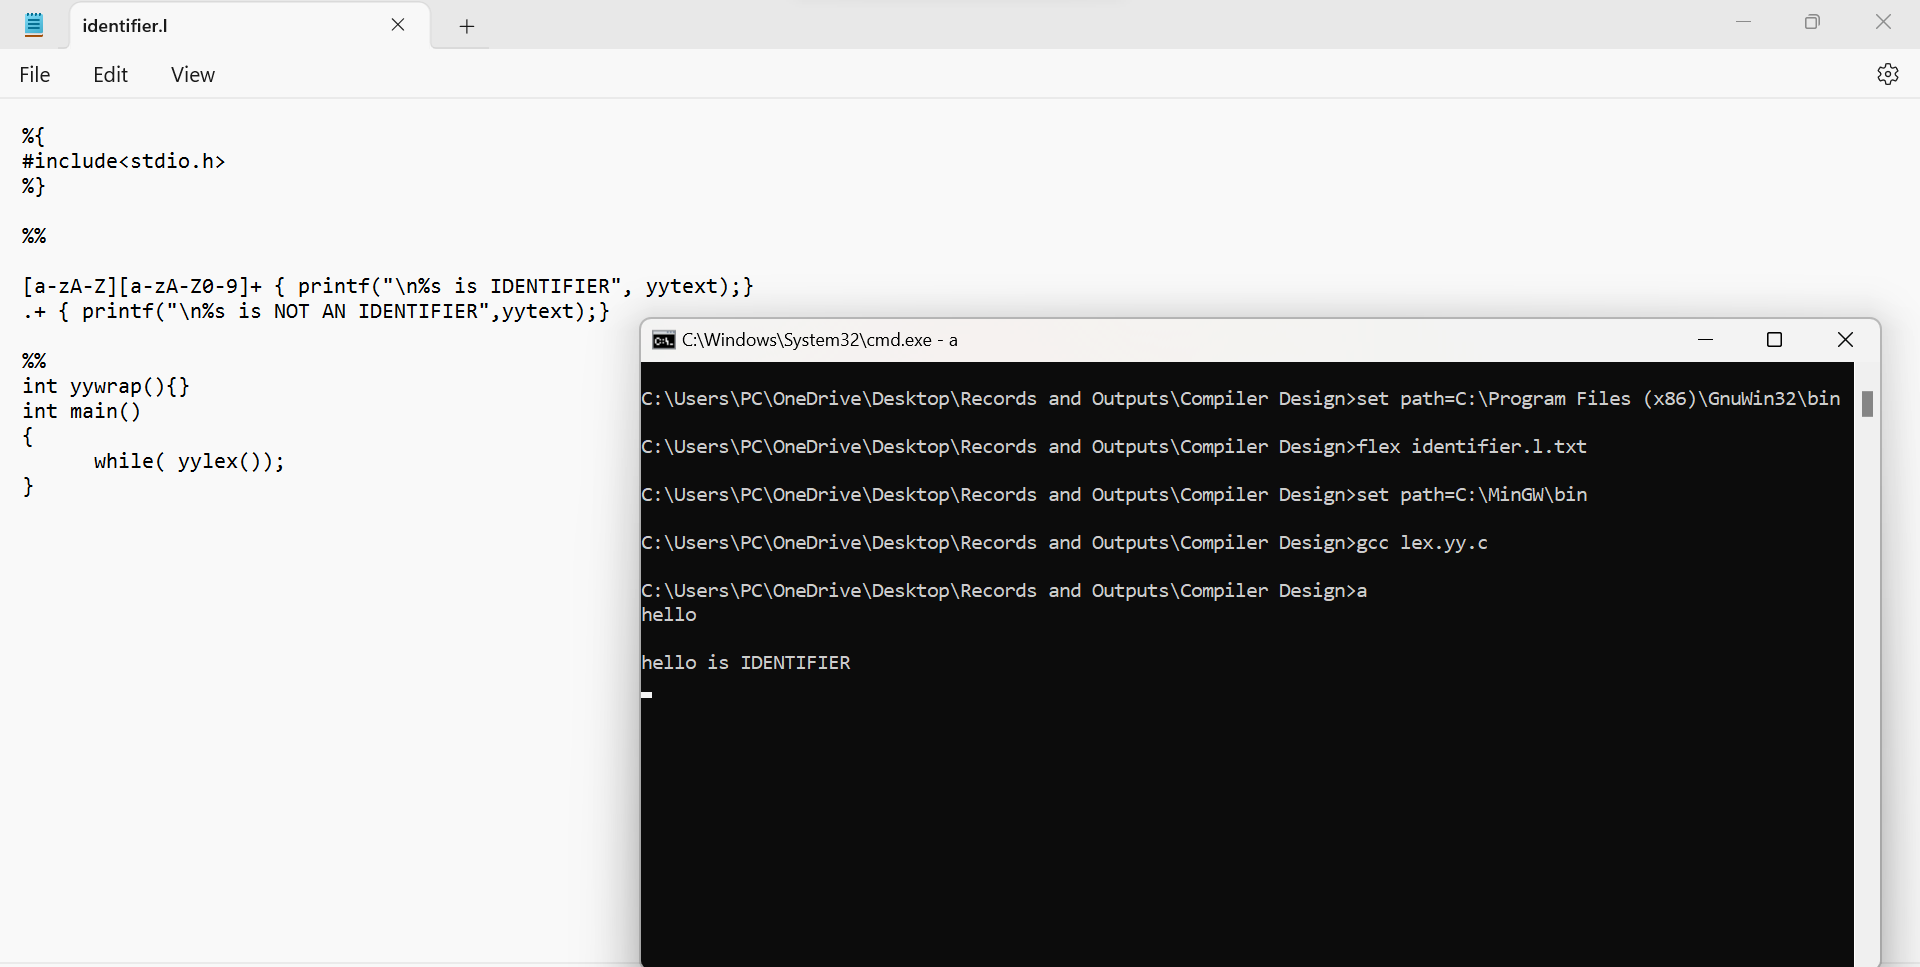 identifier.l
File Edit View
%{
#include<stdio.h>
%}
%%
[a-zA-Z][a-zA-Z0-9]+ { printf("\n%s is IDENTIFIER", yytext);}
.+ { printf("\n%s is NOT AN IDENTIFIER",yytext);}
%%
int yywrap(){}
int main()
{
while( yylex());
}
C:\Windows\System32\cmd.exe - a
C:\Users\PC\OneDrive\Desktop\Records and Outputs\Compiler Design>set path=C:\Program Files (x86)\GnuWin32\bin
C:\Users\PC\OneDrive\Desktop\Records and Outputs\Compiler Design>flex identifier.l.txt
C:\Users\PC\OneDrive\Desktop\Records and Outputs\Compiler Design>set path=C:\MinGW\bin
C:\Users\PC\OneDrive\Desktop\Records and Outputs\Compiler Design>gcc lex.yy.c
C:\Users\PC\OneDrive\Desktop\Records and Outputs\Compiler Design>a
hello
hello is IDENTIFIER